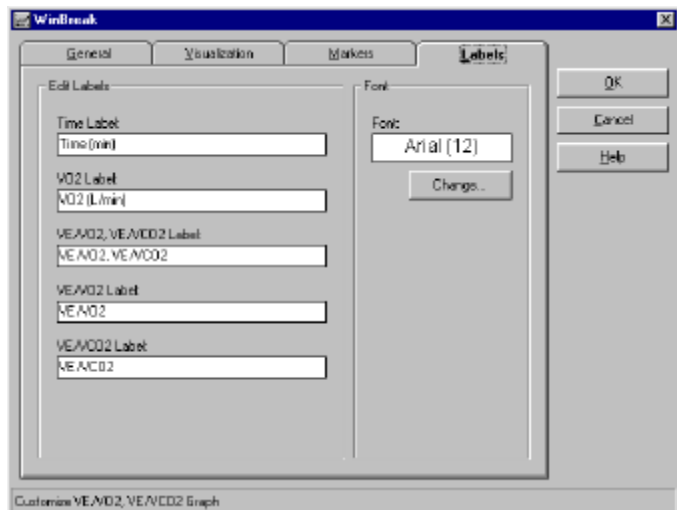 WinBreak
General Visualization Markers Labels
Edit Labels
Time Label:
Time (min)
VO2 Label:
VO2 (L/min)
VE/VO2, VE/VCO2 Label:
VE/VO2, VE/VCO2
VE/VO2 Label:
VE/VO2
VE/VCO2 Label:
VE/VCO2
Font
Font:
Arial (12)
Change...
OK
Cancel
Help
Customize VE/VO2, VE/VCO2 Graph